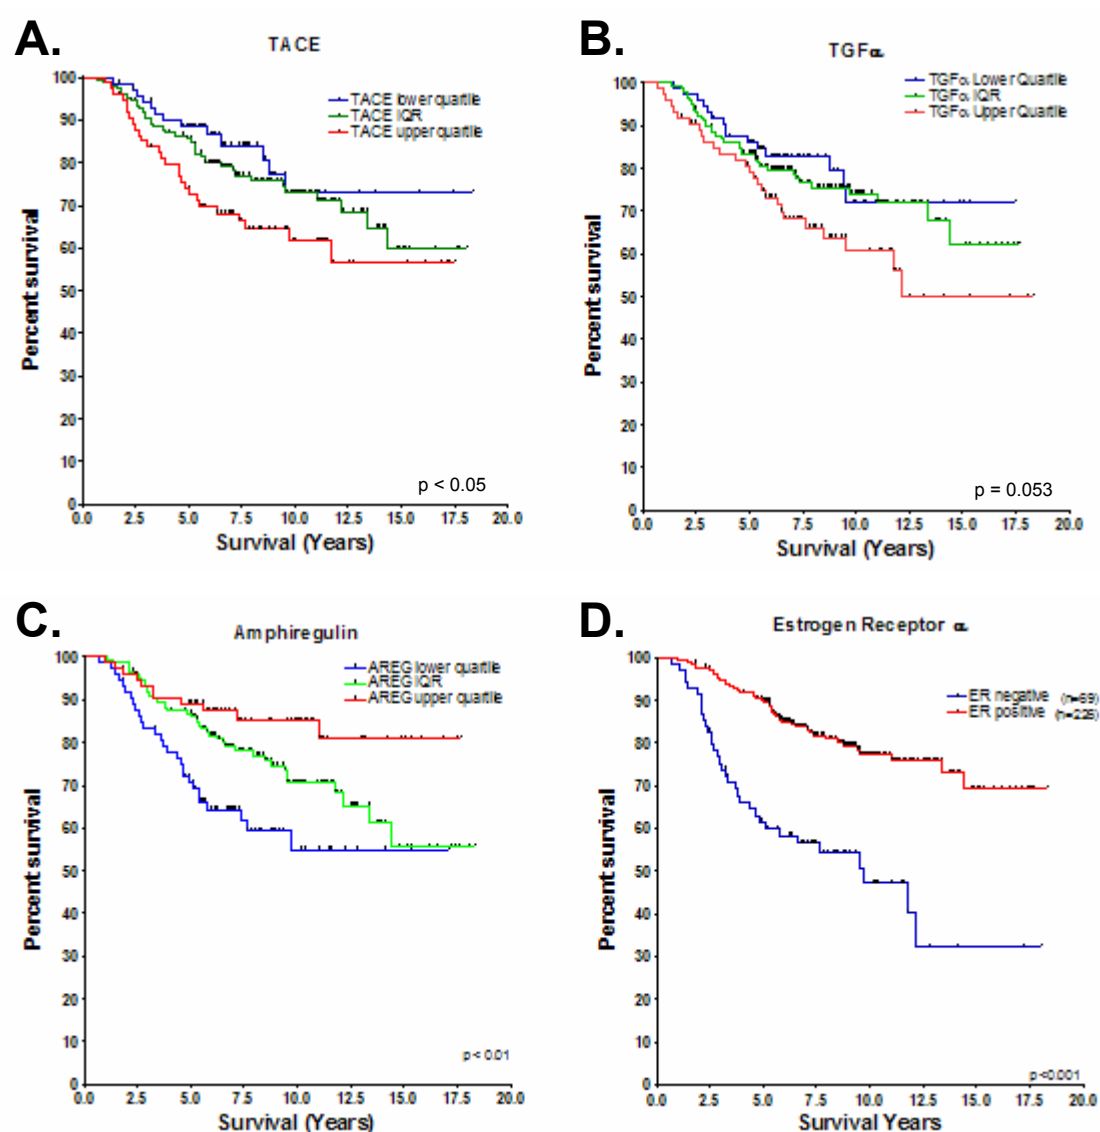 A.
TACE
TACE lower quartile
TACE IQR
TACE upper quartile
100
90
80
70
60
50
40
30
20
10
0
Percent survival
p < 0.05
0.0 2.5 5.0 7.5 10.0 12.5 15.0 17.5 20.0
Survival (Years)
B.
TGFα
TGFα Lower Quartile
TGFα IQR
TGFα Upper Quartile
100
90
80
70
60
50
40
30
20
10
0
Percent survival
p = 0.053
0.0 2.5 5.0 7.5 10.0 12.5 15.0 17.5 20.0
Survival (Years)
C.
Amphiregulin
AREG lower quartile
AREG IQR
AREG upper quartile
100
90
80
70
60
50
40
30
20
10
0
Percent survival
p < 0.01
0.0 2.5 5.0 7.5 10.0 12.5 15.0 17.5 20.0
Survival (Years)
D.
Estrogen Receptor α
ER negative (n=69)
ER positive (n=226)
100
90
80
70
60
50
40
30
20
10
0
Percent survival
p <0.001
0.0 2.5 5.0 7.5 10.0 12.5 15.0 17.5 20.0
Survival Years